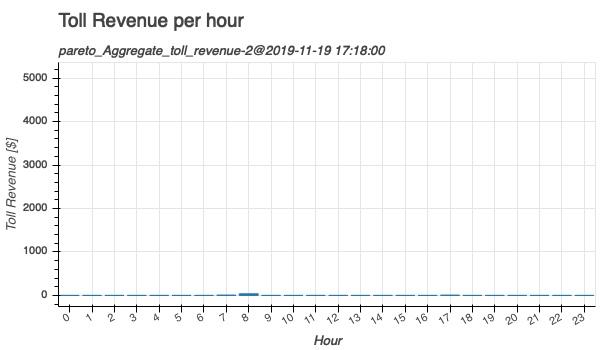 Toll Revenue per hour
pareto_Aggregate_toll_revenue-2@2019-11-19 17:18:00
Toll Revenue [$]
5000
4000
3000
2000
1000
0
0 1 2 3 4 5 6 7 8 9 10 11 12 13 14 15 16 17 18 19 20 21 22 23
Hour